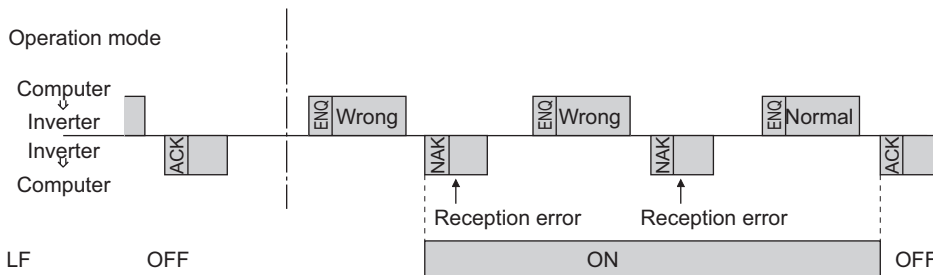 Operation mode
Computer
⇩
Inverter
Inverter
⇩
Computer
ENQ Wrong ENQ Wrong ENQ Normal
ACK NAK NAK ACK
Reception error Reception error
LF OFF ON OFF